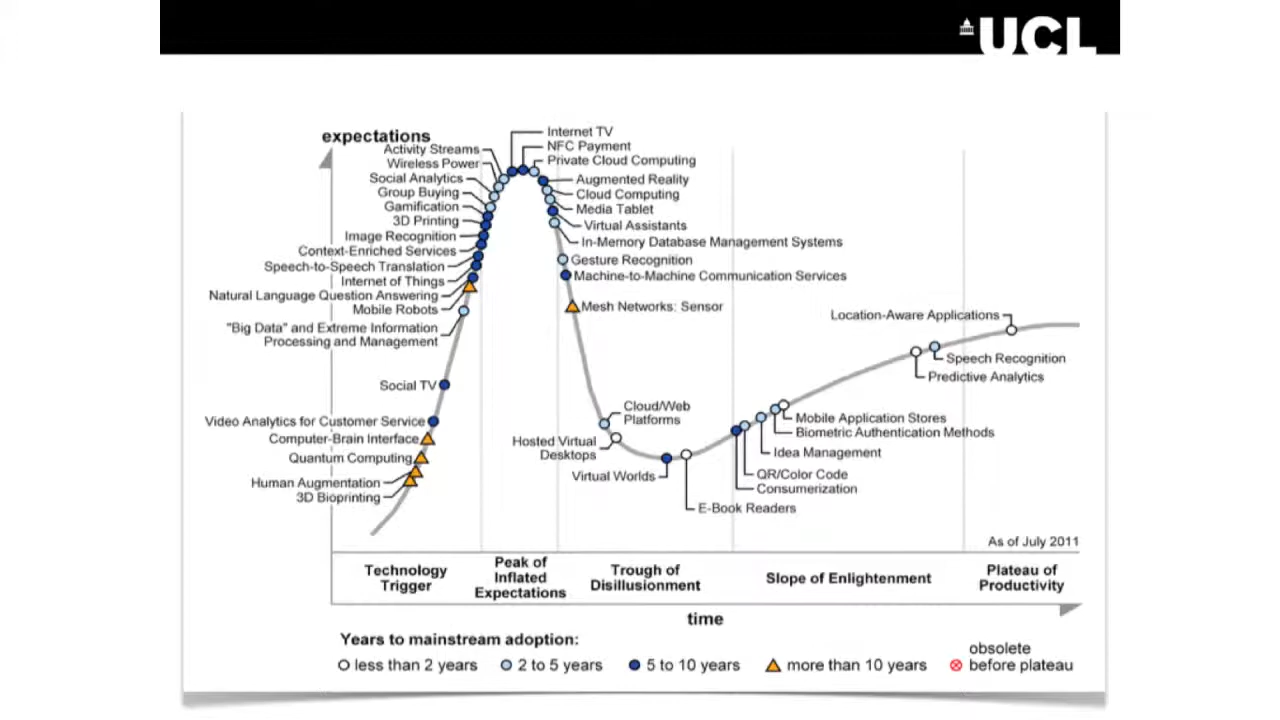 UCL
expectations
Activity Streams
Wireless Power
Social Analytics
Group Buying
Gamification
3D Printing
Image Recognition
Context-Enriched Services
Speech-to-Speech Translation
Internet of Things
Natural Language Question Answering
Mobile Robots
"Big Data" and Extreme Information
Processing and Management
Social TV
Video Analytics for Customer Service
Computer-Brain Interface
Quantum Computing
Human Augmentation
3D Bioprinting
Internet TV
NFC Payment
Private Cloud Computing
Augmented Reality
Cloud Computing
Media Tablet
Virtual Assistants
In-Memory Database Management Systems
Gesture Recognition
Machine-to-Machine Communication Services
Mesh Networks: Sensor
Cloud/Web
Platforms
Hosted Virtual
Desktops
Virtual Worlds
E-Book Readers
Location-Aware Applications
Speech Recognition
Predictive Analytics
Mobile Application Stores
Biometric Authentication Methods
Idea Management
QR/Color Code
Consumerization
As of July 2011
Technology
Trigger
Peak of
Inflated
Expectations
Trough of
Disillusionment
Slope of Enlightenment
Plateau of
Productivity
time
Years to mainstream adoption:
less than 2 years
2 to 5 years
5 to 10 years
more than 10 years
obsolete
before plateau